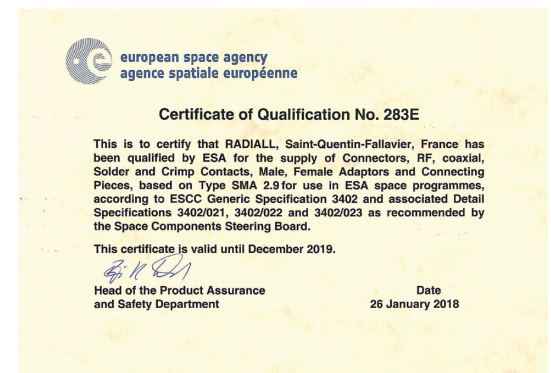 european space agency
agence spatiale européenne
Certificate of Qualification No. 283E
This is to certify that RADIALL, Saint-Quentin-Fallavier, France has
been qualified by ESA for the supply of Connectors, RF, coaxial,
Solder and Crimp Contacts, Male, Female Adaptors and Connecting
Pieces, based on Type SMA 2.9 for use in ESA space programmes,
according to ESCC Generic Specification 3402 and associated Detail
Specifications 3402/021, 3402/022 and 3402/023 as recommended by
the Space Components Steering Board.
This certificate is valid until December 2019.
Head of the Product Assurance
and Safety Department
Date
26 January 2018